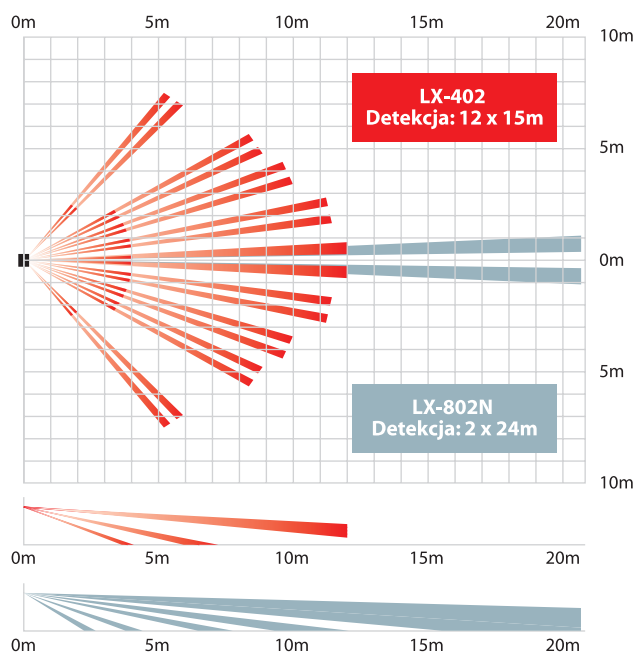 0m 5m 10m 15m 20m
10m
LX-402
Detekcja: 12 x 15m
5m
0m
5m
LX-802N
Detekcja: 2 x 24m
10m
0m 5m 10m 15m 20m
0m 5m 10m 15m 20m